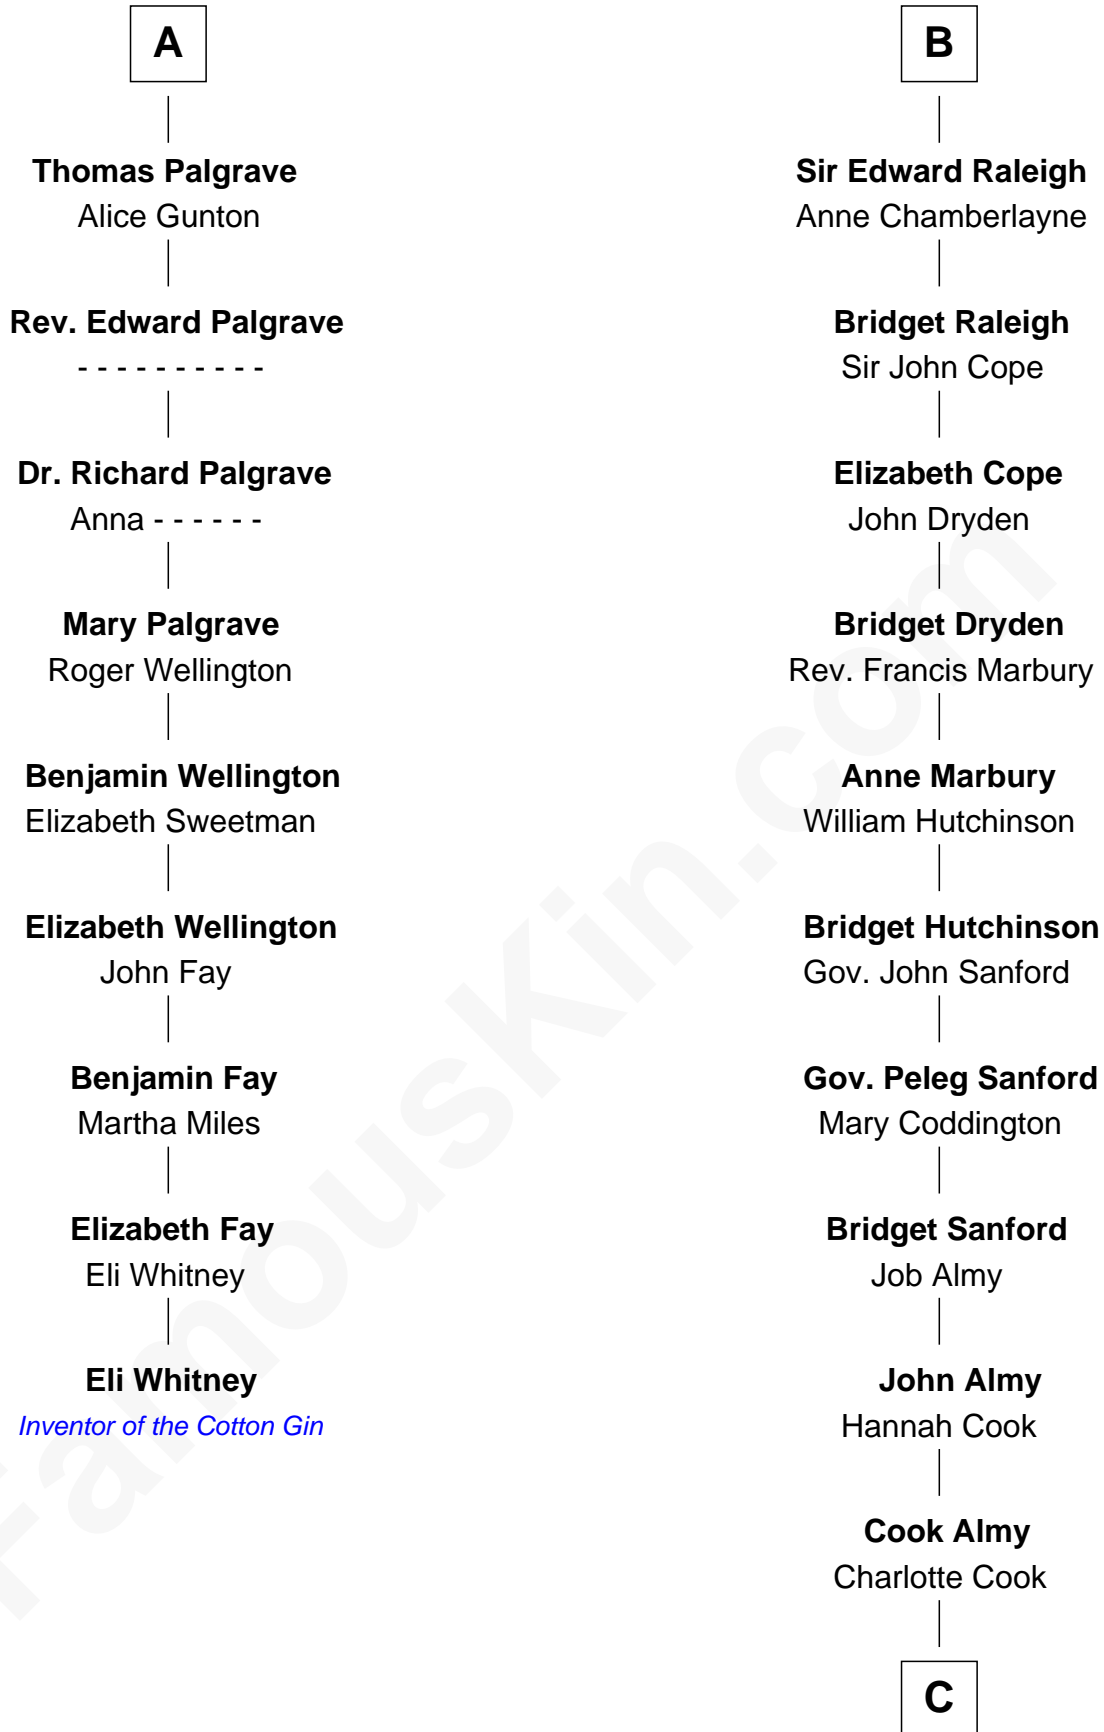 A
Thomas Palgrave
Alice Gunton
Rev. Edward Palgrave
- - - - - - - - - -
Dr. Richard Palgrave
Anna - - - - - -
Mary Palgrave
Roger Wellington
Benjamin Wellington
Elizabeth Sweetman
Elizabeth Wellington
John Fay
Benjamin Fay
Martha Miles
Elizabeth Fay
Eli Whitney
Eli Whitney
Inventor of the Cotton Gin
B
Sir Edward Raleigh
Anne Chamberlayne
Bridget Raleigh
Sir John Cope
Elizabeth Cope
John Dryden
Bridget Dryden
Rev. Francis Marbury
Anne Marbury
William Hutchinson
Bridget Hutchinson
Gov. John Sanford
Gov. Peleg Sanford
Mary Coddington
Bridget Sanford
Job Almy
John Almy
Hannah Cook
Cook Almy
Charlotte Cook
C
FamousKin.com